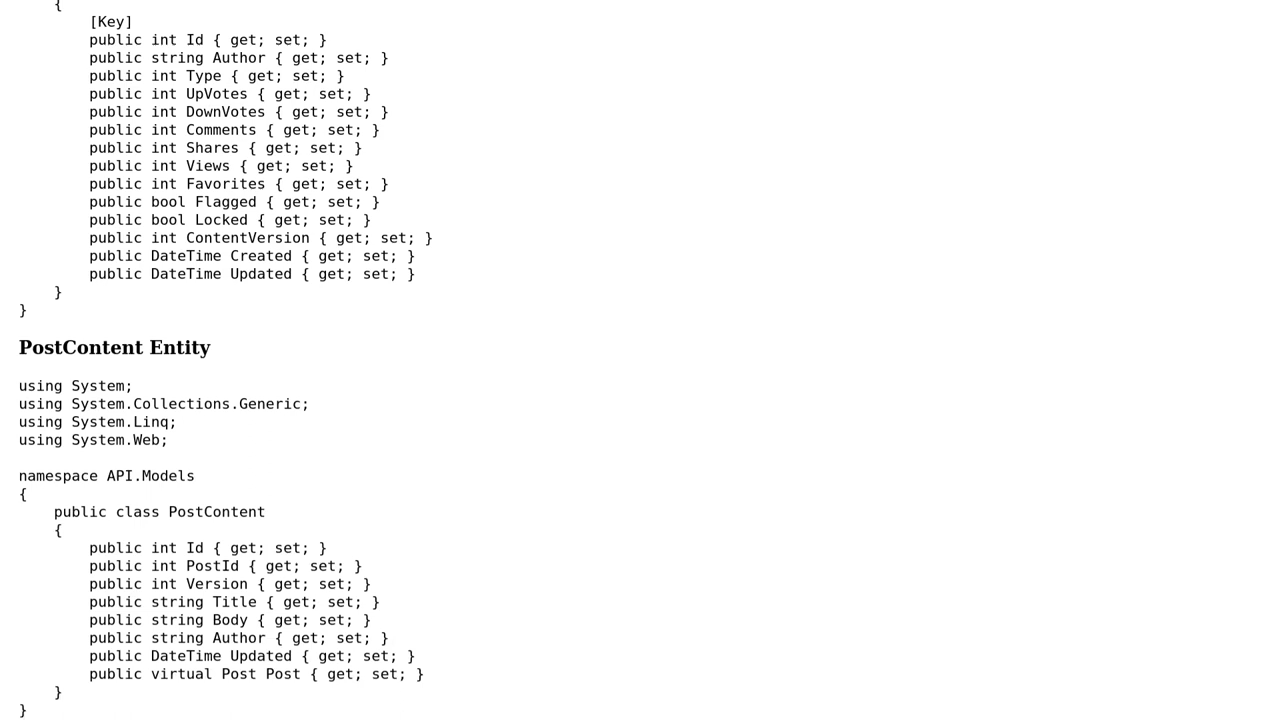 {
        [Key]
        public int Id { get; set; }
        public string Author { get; set; }
        public int Type { get; set; }
        public int UpVotes { get; set; }
        public int DownVotes { get; set; }
        public int Comments { get; set; }
        public int Shares { get; set; }
        public int Views { get; set; }
        public int Favorites { get; set; }
        public bool Flagged { get; set; }
        public bool Locked { get; set; }
        public int ContentVersion { get; set; }
        public DateTime Created { get; set; }
        public DateTime Updated { get; set; }
    }
}
PostContent Entity
using System;
using System.Collections.Generic;
using System.Linq;
using System.Web;

namespace API.Models
{
    public class PostContent
    {
        public int Id { get; set; }
        public int PostId { get; set; }
        public int Version { get; set; }
        public string Title { get; set; }
        public string Body { get; set; }
        public string Author { get; set; }
        public DateTime Updated { get; set; }
        public virtual Post Post { get; set; }
    }
}